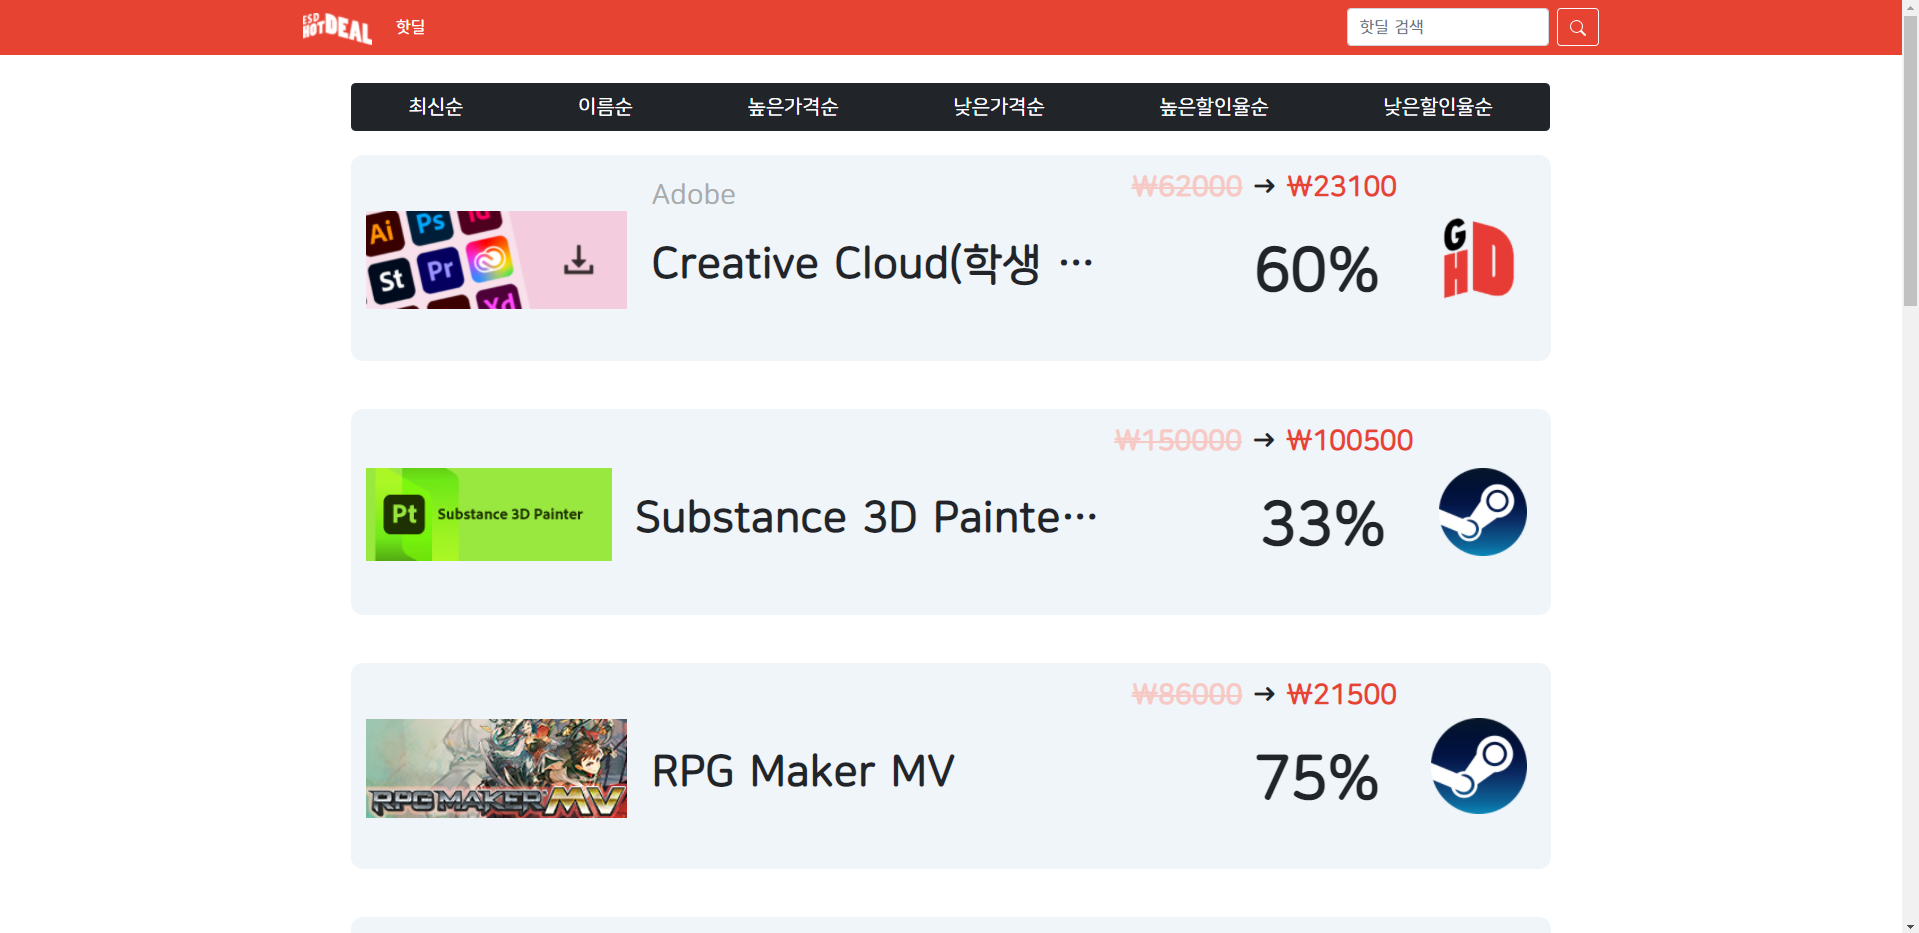 ESD
HOTDEAL
핫딜
핫딜 검색
최신순
이름순
높은가격순
낮은가격순
높은할인율순
낮은할인율순
Adobe
₩62000 → ₩23100
Ai Ps Id
St Pr
Xd
Creative Cloud(학생 ⋯
60%
G
HD
₩150000 → ₩100500
Pt Substance 3D Painter
Substance 3D Painte⋯
33%
₩86000 → ₩21500
RPG MAKER MV
RPG Maker MV
75%